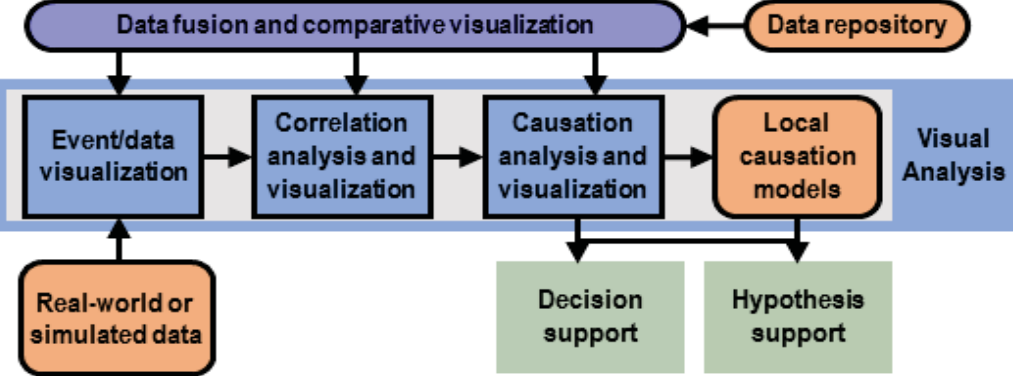 Data fusion and comparative visualization
Data repository
Event/data
visualization
Correlation
analysis and
visualization
Causation
analysis and
visualization
Local
causation
models
Visual
Analysis
Real-world or
simulated data
Decision
support
Hypothesis
support